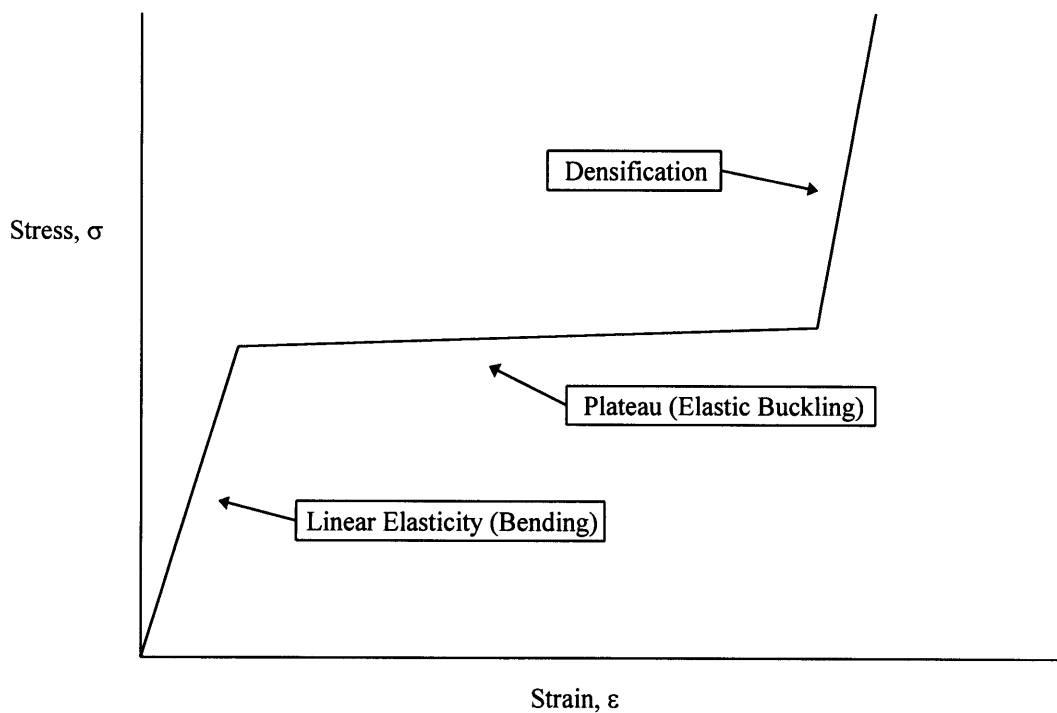 Densification
Stress, σ
Plateau (Elastic Buckling)
Linear Elasticity (Bending)
Strain, ε